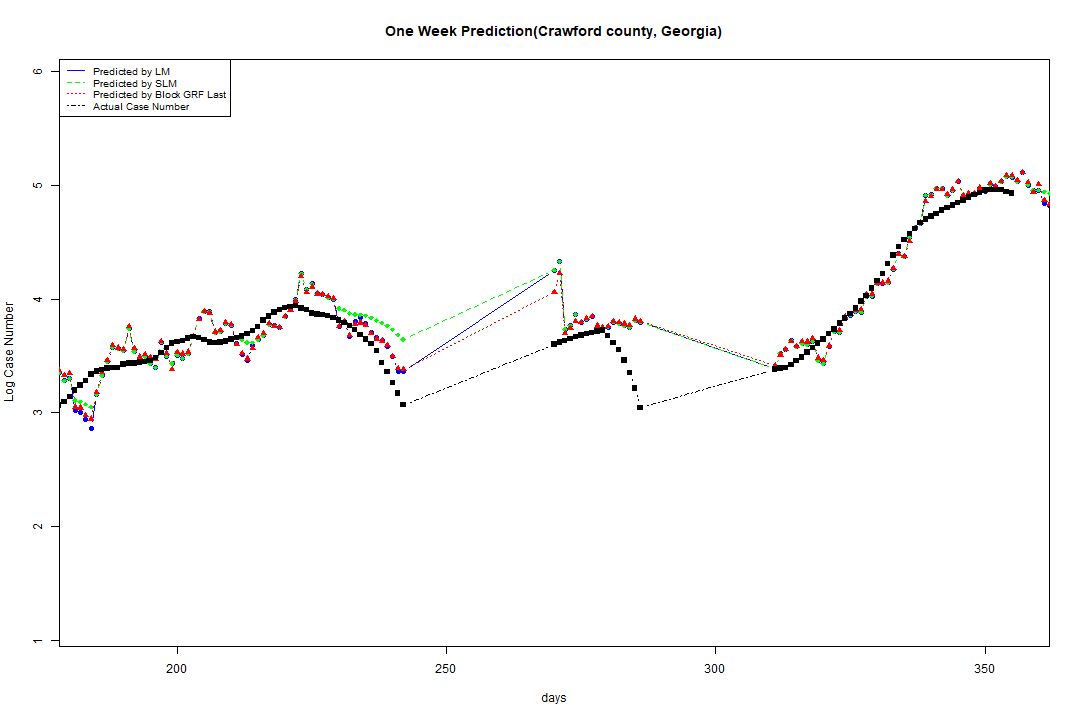 One Week Prediction(Crawford county, Georgia)
Predicted by LM
Predicted by SLM
Predicted by Block GRF Last
Actual Case Number
6
5
4
3
2
1
Log Case Number
200 250 300 350
days